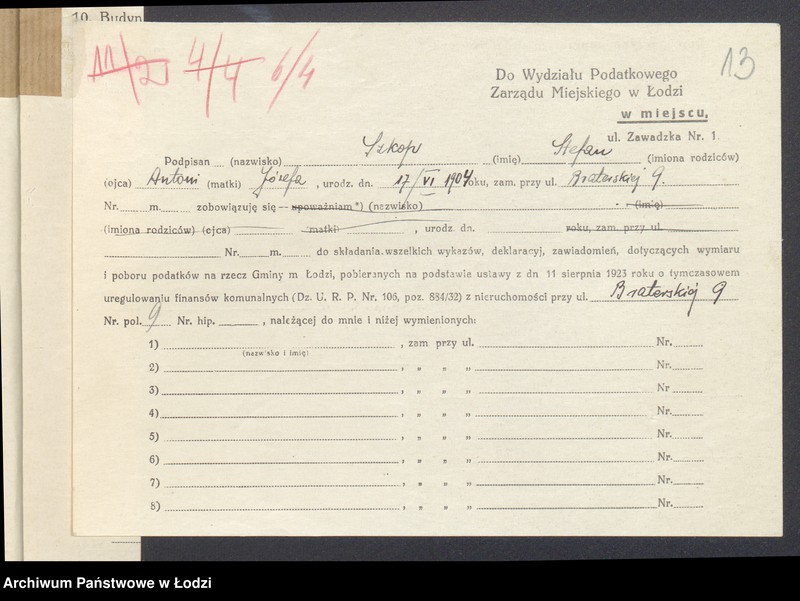 10. Budyn
11/2 4/4 6/4
13
Do Wydziału Podatkowego
Zarządu Miejskiego w Łodzi
w miejscu,
ul. Zawadzka Nr. 1
Podpisan (nazwisko) Szkop (imię) Stefan (imiona rodziców)
(ojca) Antoni (matki) Józefa , urodz. dn. 17/VI 1904 roku, zam. przy ul. Braterskiej 9.
Nr. m. zobowiązuję się -- upoważniam*) (nazwisko) (imię)
(imiona rodziców) (ojca) matki) , urodz. dn. roku, zam. przy ul.
Nr. m. do składania wszelkich wykazów, deklaracyj, zawiadomień, dotyczących wymiaru
i poboru podatków na rzecz Gminy m Łodzi, pobieranych na podstawie ustawy z dn 11 sierpnia 1923 roku o tymczasowem
uregulowaniu finansów komunalnych (Dz. U. R. P. Nr. 106, poz. 884/32) z nieruchomości przy ul. Braterskiej 9
Nr. pol. 9 Nr. hip. , należącej do mnie i niżej wymienionych:
1) , zam przy ul. Nr.
(nazwisko i imię)
2) , „ „ „ Nr.
3) , „ „ „ Nr
4) , „ „ „ Nr.
5) , „ „ „ Nr.
6) , „ „ „ Nr.
7) , „ „ „ Nr.
8) , „ „ „ Nr.
Archiwum Państwowe w Łodzi